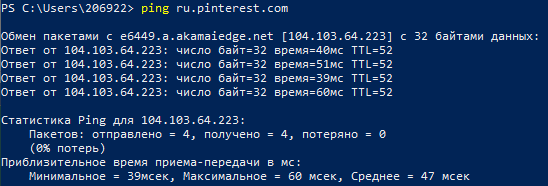 PS C:\Users\206922> ping ru.pinterest.com
Обмен пакетами с e6449.a.akamaiedge.net [104.103.64.223] с 32 байтами данных:
Ответ от 104.103.64.223: число байт=32 время=40мс TTL=52
Ответ от 104.103.64.223: число байт=32 время=51мс TTL=52
Ответ от 104.103.64.223: число байт=32 время=39мс TTL=52
Ответ от 104.103.64.223: число байт=32 время=60мс TTL=52
Статистика Ping для 104.103.64.223:
Пакетов: отправлено = 4, получено = 4, потеряно = 0
(0% потерь)
Приблизительное время приема-передачи в мс:
Минимальное = 39мсек, Максимальное = 60 мсек, Среднее = 47 мсек